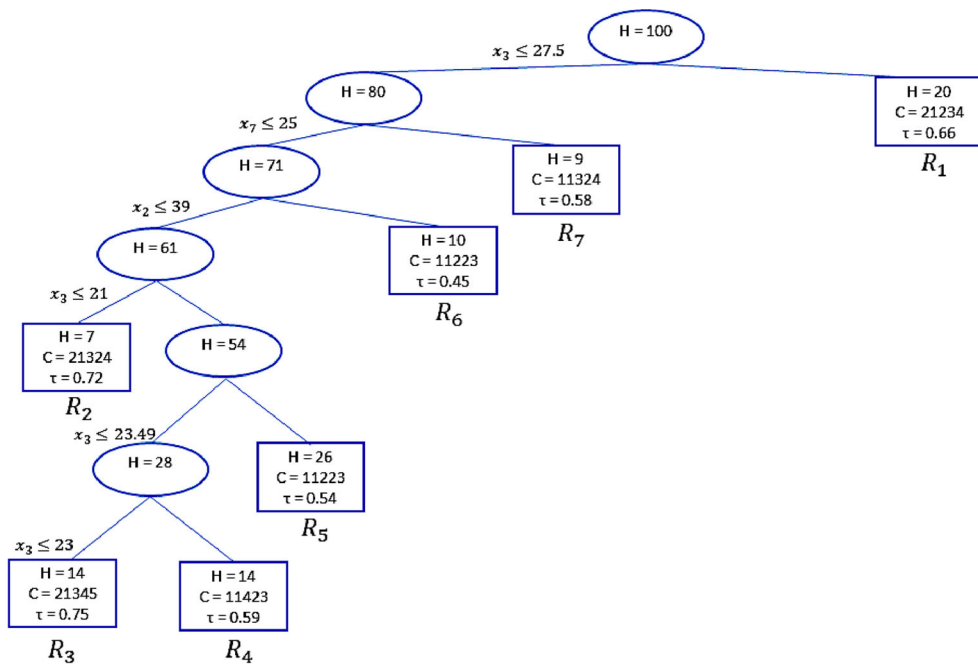 H = 100
x₃ ≤ 27.5
H = 80
H = 20
C = 21234
τ = 0.66
R₁
x₇ ≤ 25
H = 71
H = 9
C = 11324
τ = 0.58
R₇
x₂ ≤ 39
H = 61
H = 10
C = 11223
τ = 0.45
R₆
x₃ ≤ 21
H = 7
C = 21324
τ = 0.72
R₂
H = 54
x₃ ≤ 23.49
H = 28
H = 26
C = 11223
τ = 0.54
R₅
x₃ ≤ 23
H = 14
C = 21345
τ = 0.75
R₃
H = 14
C = 11423
τ = 0.59
R₄